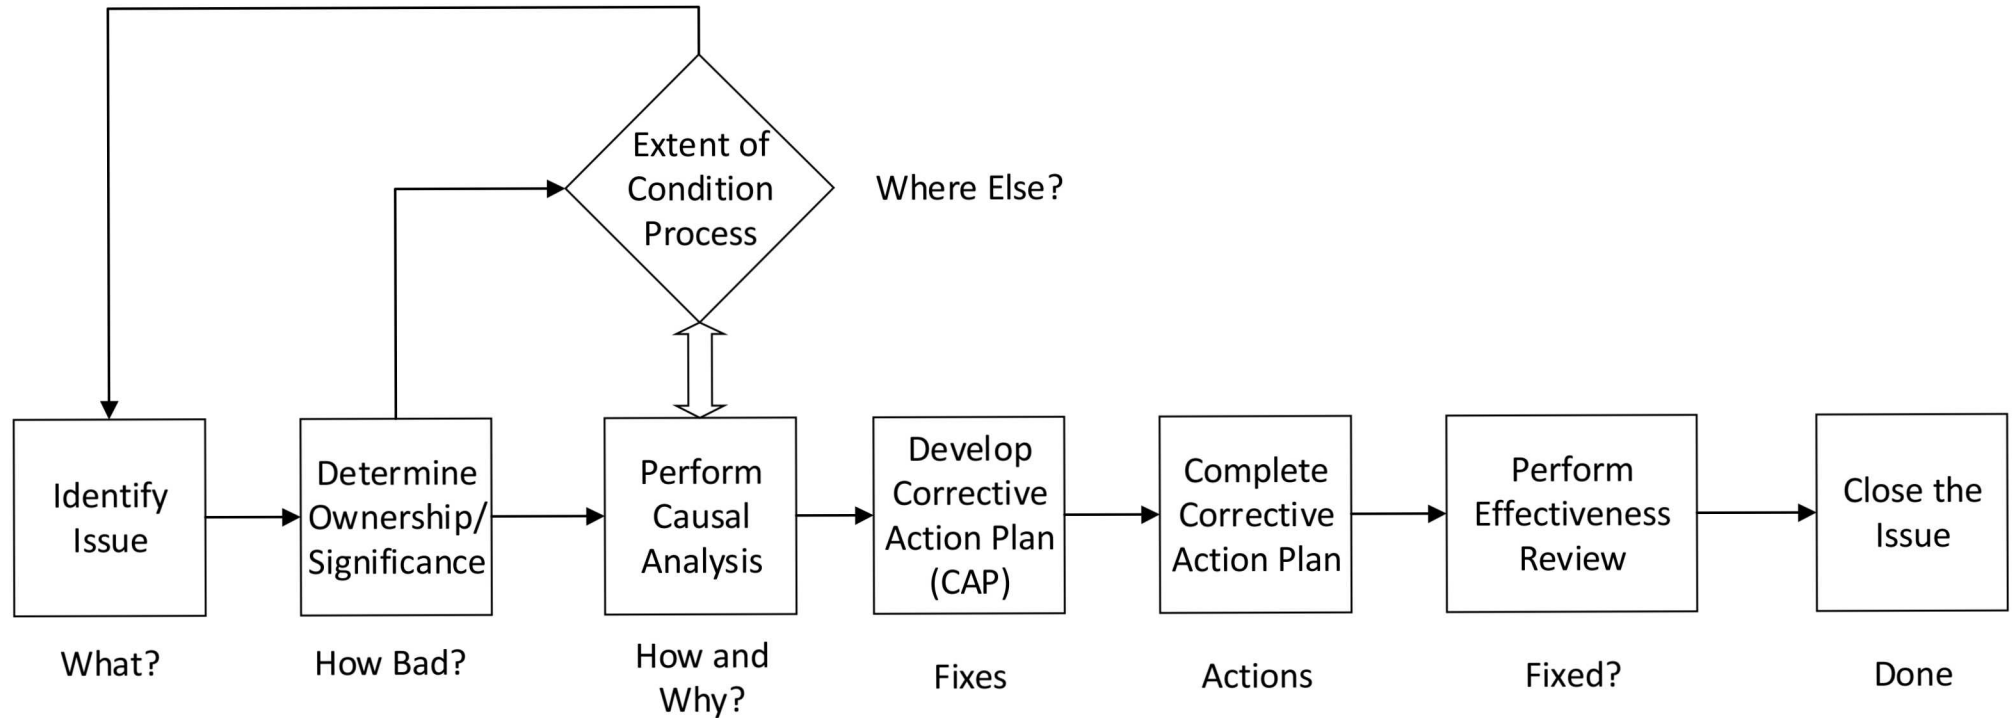 Extent of
Condition
Process
Where Else?
Identify
Issue
Determine
Ownership/
Significance
Perform
Causal
Analysis
Develop
Corrective
Action Plan
(CAP)
Complete
Corrective
Action Plan
Perform
Effectiveness
Review
Close the
Issue
What?
How Bad?
How and
Why?
Fixes
Actions
Fixed?
Done